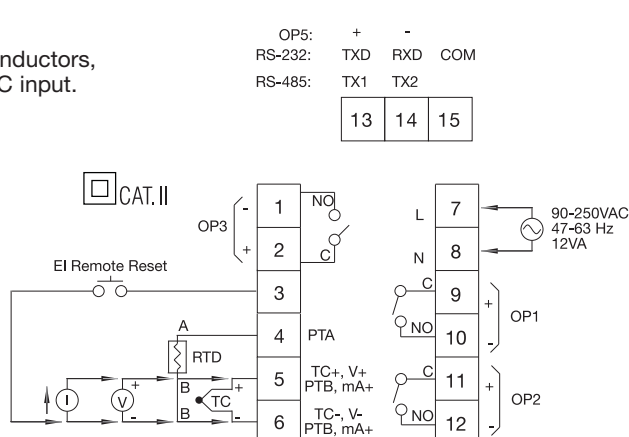 nductors,
C input.
OP5: + -
RS-232: TXD RXD COM
RS-485: TX1 TX2
13 14 15
CAT. II
OP3 - 1 NO
+ 2 C
EI Remote Reset
3
A 4 PTA
RTD
I V + B TC + 5 TC+, V+
PTB, mA+
- B - 6 TC-, V-
PTB, mA+
L 7 90-250VAC
47-63 Hz
N 8 12VA
C 9 + OP1
NO 10 -
C 11 + OP2
NO 12 -